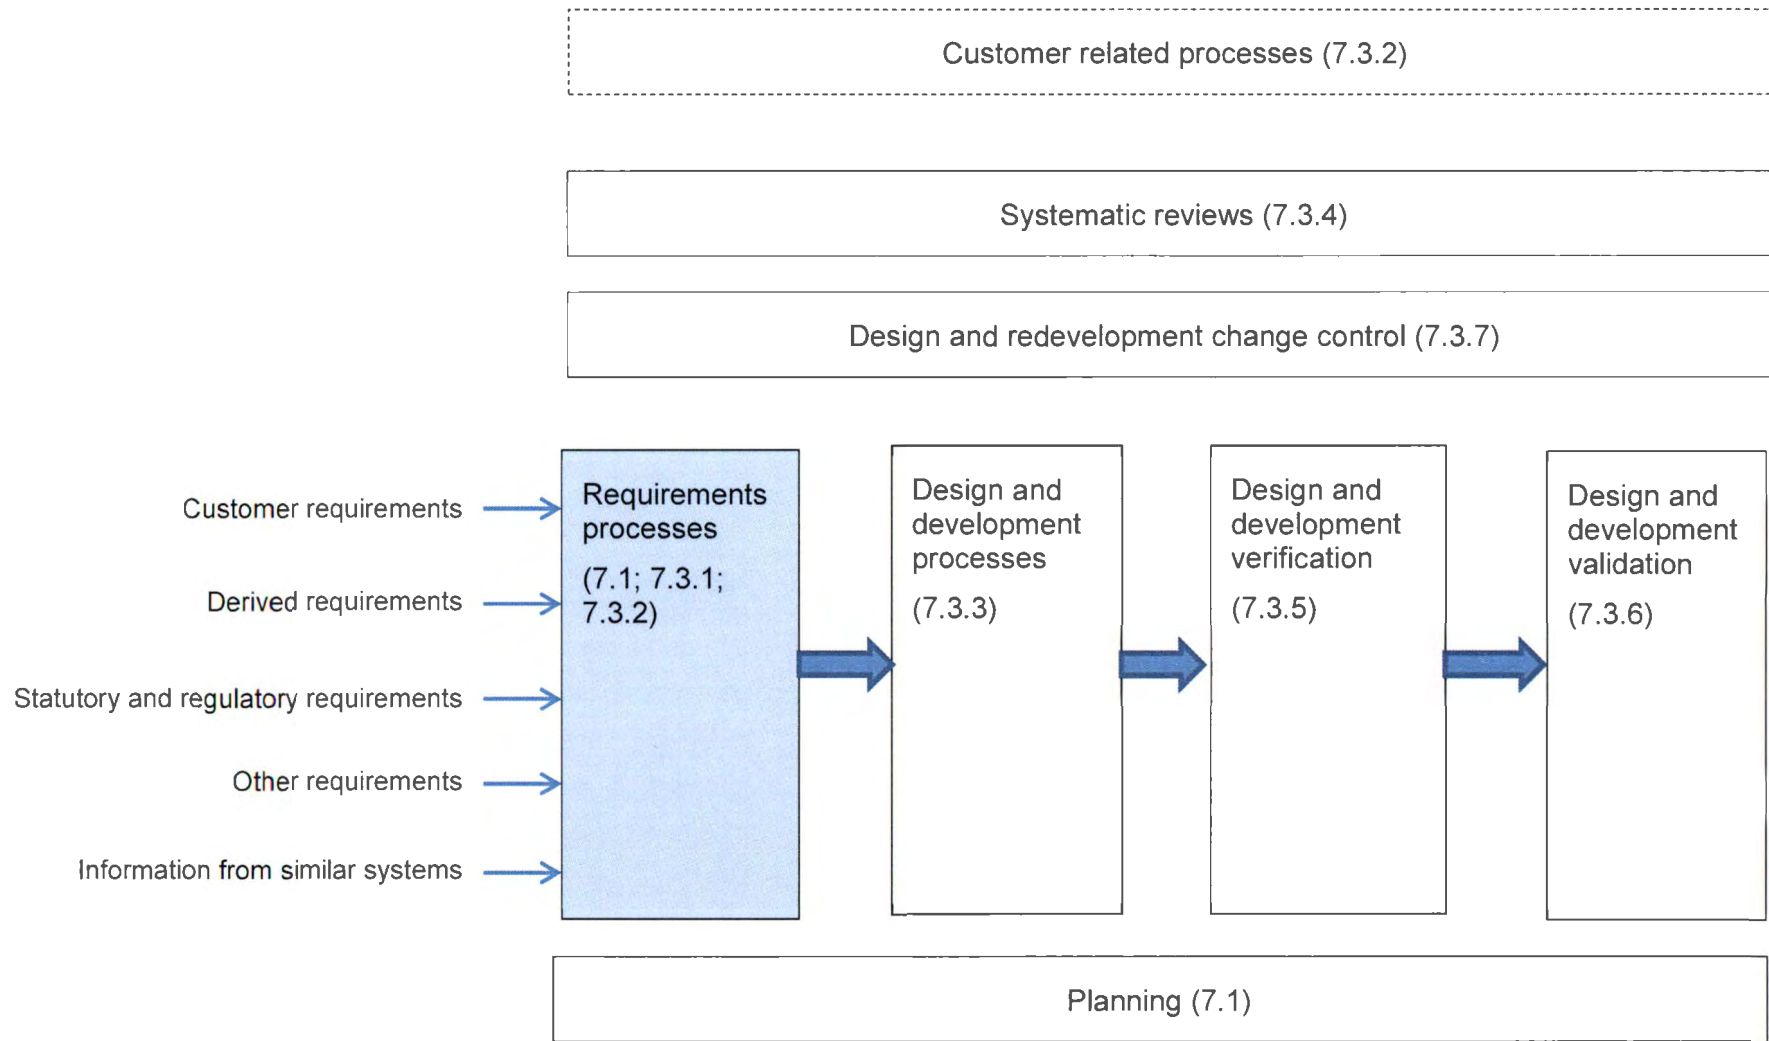 Customer related processes (7.3.2)
Systematic reviews (7.3.4)
Design and redevelopment change control (7.3.7)
Customer requirements
Derived requirements
Statutory and regulatory requirements
Other requirements
Information from similar systems
Requirements
processes
(7.1; 7.3.1;
7.3.2)
Design and
development
processes
(7.3.3)
Design and
development
verification
(7.3.5)
Design and
development
validation
(7.3.6)
Planning (7.1)